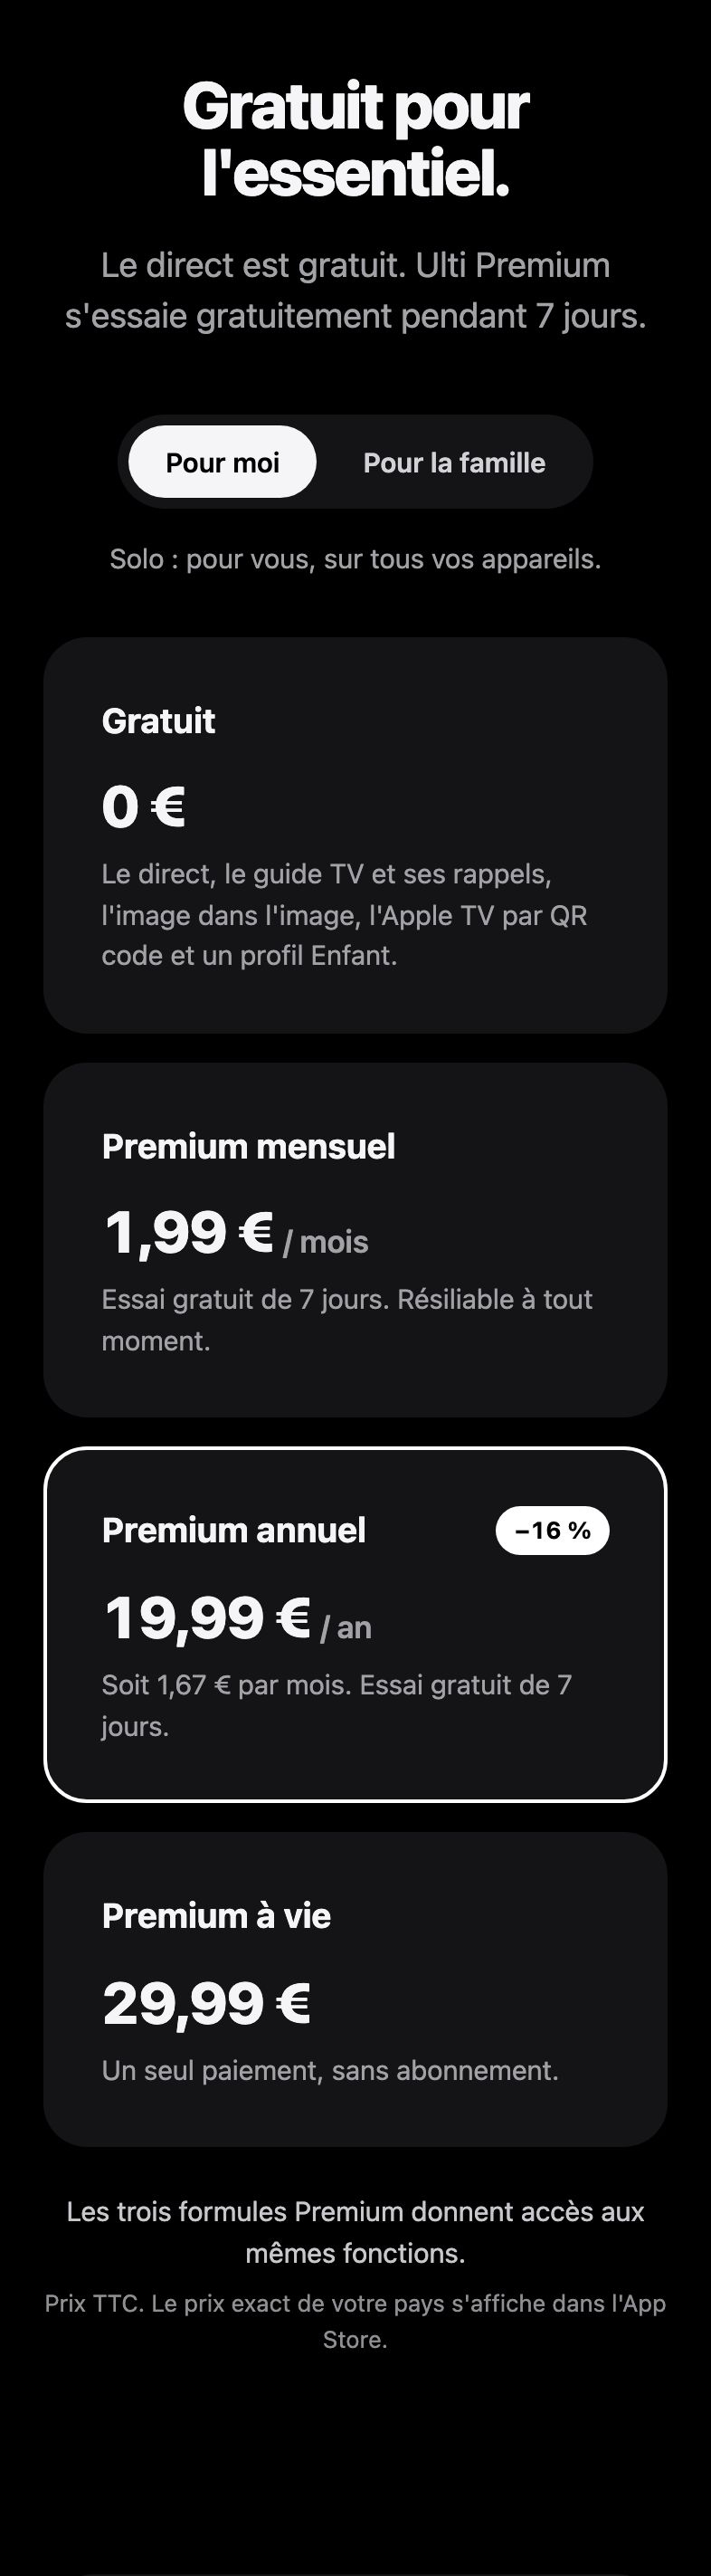 Gratuit pour
l'essentiel.
Le direct est gratuit. Ulti Premium
s'essaie gratuitement pendant 7 jours.
Pour moi
Pour la famille
Solo : pour vous, sur tous vos appareils.
Gratuit
0 €
Le direct, le guide TV et ses rappels,
l'image dans l'image, l'Apple TV par QR
code et un profil Enfant.
Premium mensuel
1,99 € / mois
Essai gratuit de 7 jours. Résiliable à tout
moment.
Premium annuel
−16 %
19,99 € / an
Soit 1,67 € par mois. Essai gratuit de 7
jours.
Premium à vie
29,99 €
Un seul paiement, sans abonnement.
Les trois formules Premium donnent accès aux
mêmes fonctions.
Prix TTC. Le prix exact de votre pays s'affiche dans l'App
Store.